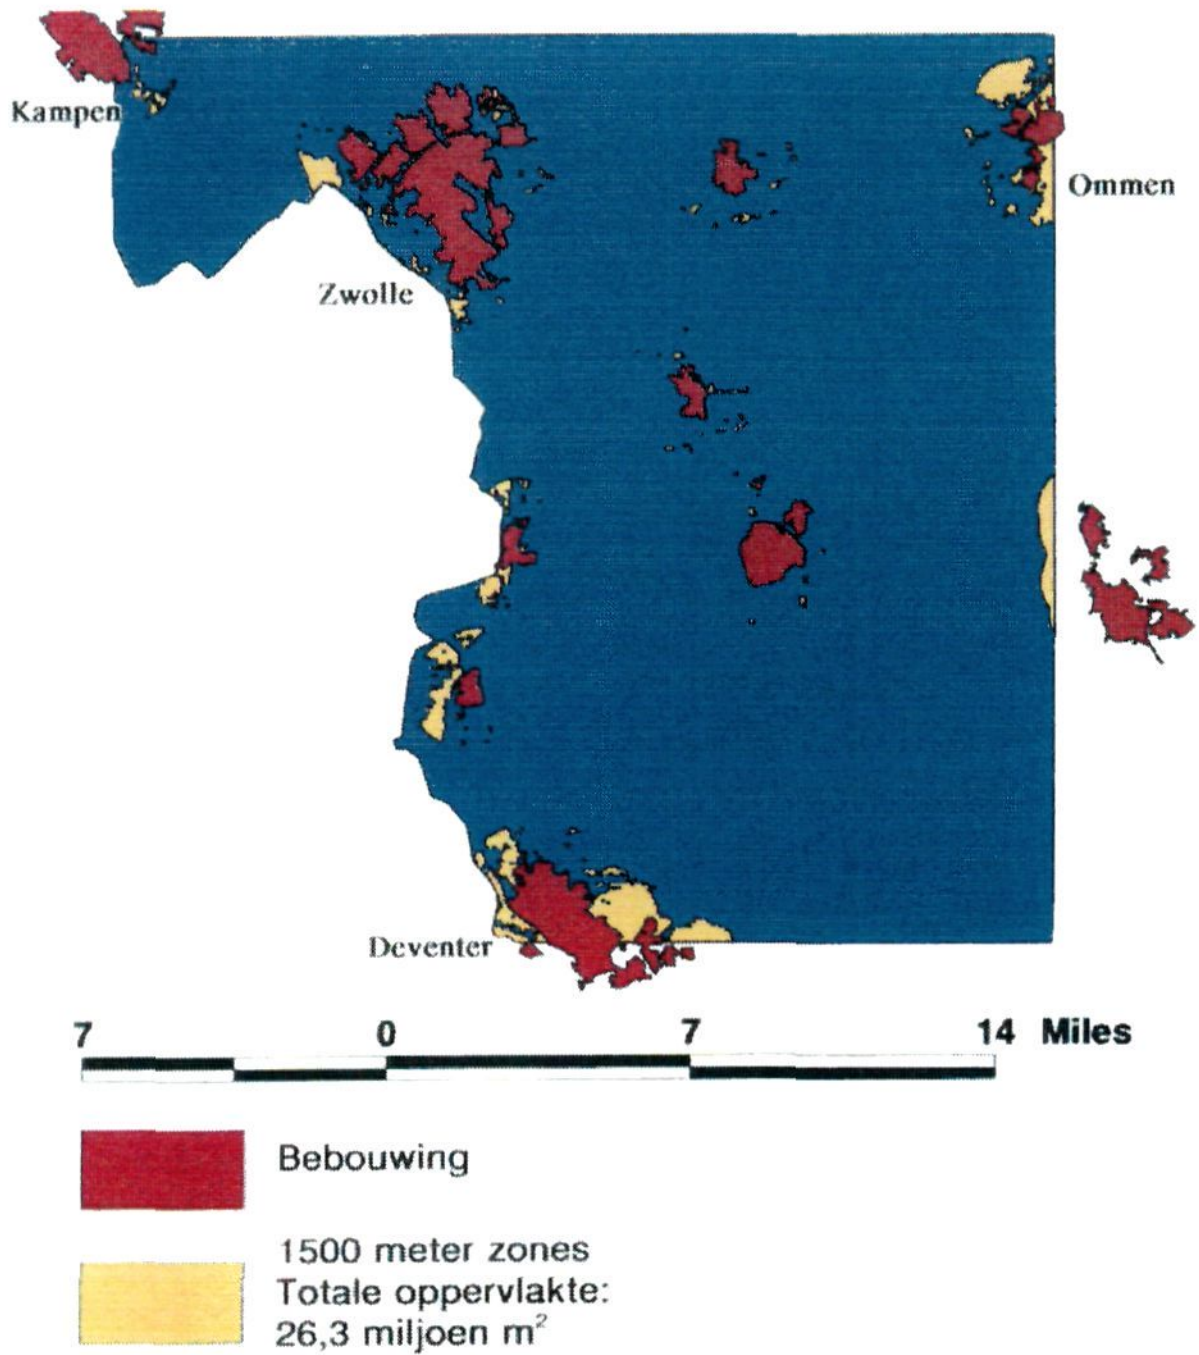 Kampen
Ommen
Zwolle
Deventer
7 0 7 14 Miles
Bebouwing
1500 meter zones
Totale oppervlakte:
26,3 miljoen m²